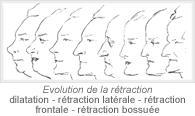 Evolution de la rétraction
dilatation - rétraction latérale - rétraction
frontale - rétraction bossuée